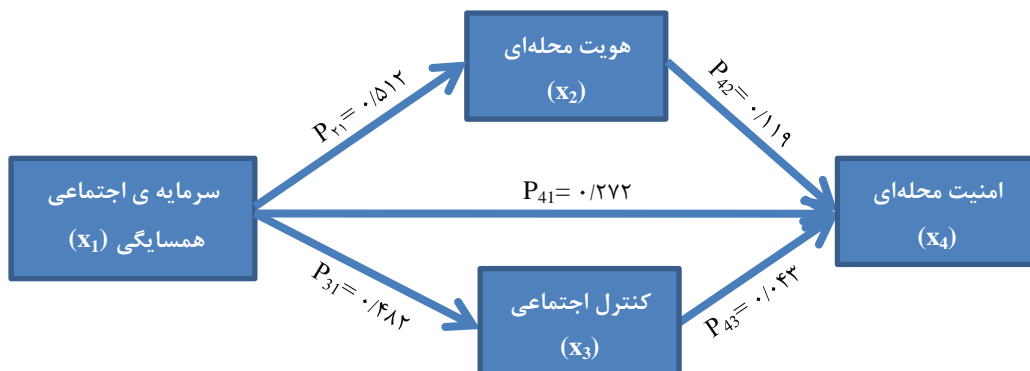 هویت محله‌ای
(x2)
P۲۱= ۰/۵۱۲
P42= ۰/۱۱۹
سرمایه ی اجتماعی
همسایگی (x1)
P41= ۰/۲۷۲
امنیت محله‌ای
(x4)
P31= ۰/۴۸۲
P43= ۰/۰۴۳
کنترل اجتماعی
(x3)